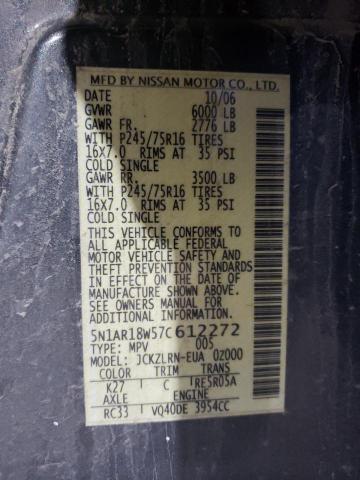 MFD BY NISSAN MOTOR CO., LTD.
DATE 10/06
GVWR 6000 LB
GAWR FR. 2776 LB
WITH P245/75R16 TIRES
16X7.0 RIMS AT 35 PSI
COLD SINGLE
GAWR RR. 3500 LB
WITH P245/75R16 TIRES
16X7.0 RIMS AT 35 PSI
COLD SINGLE
THIS VEHICLE CONFORMS TO
ALL APPLICABLE FEDERAL
MOTOR VEHICLE SAFETY AND
THEFT PREVENTION STANDARDS
IN EFFECT ON THE DATE OF
MANUFACTURE SHOWN ABOVE.
SEE OWNERS MANUAL FOR
ADDITIONAL INFORMATION.
5N1AR18W57C612272
TYPE: MPV 005
MODEL: JCKZLRN-EUA 0Z000
COLOR TRIM TRANS
K27 C RE5R05A
AXLE ENGINE
RC33 VQ40DE 3954CC